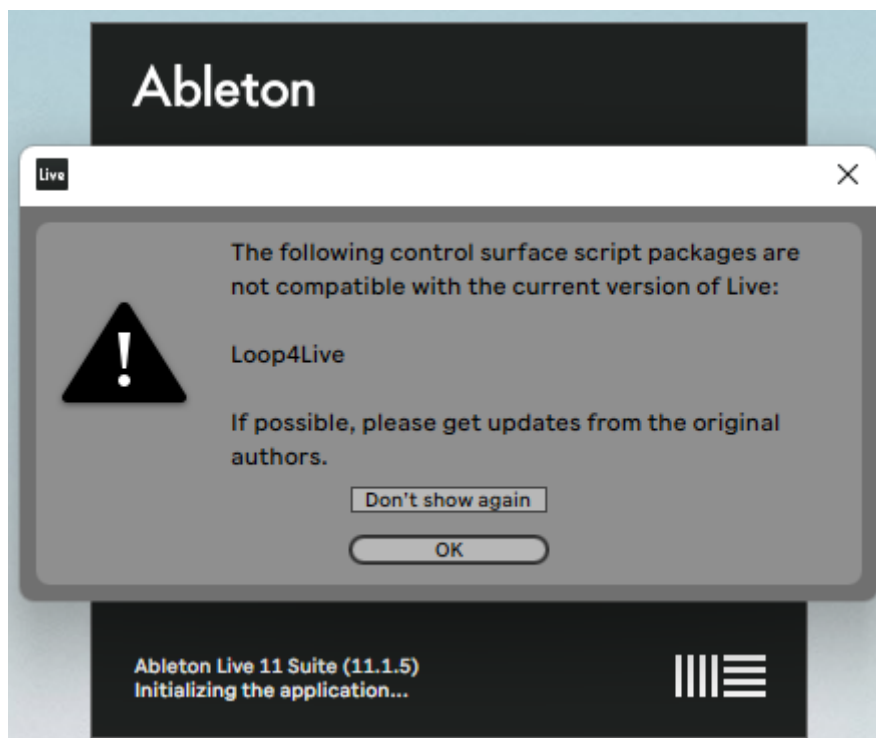 Ableton
Live
The following control surface script packages are
not compatible with the current version of Live:
Loop4Live
If possible, please get updates from the original
authors.
Don't show again
OK
Ableton Live 11 Suite (11.1.5)
Initializing the application...